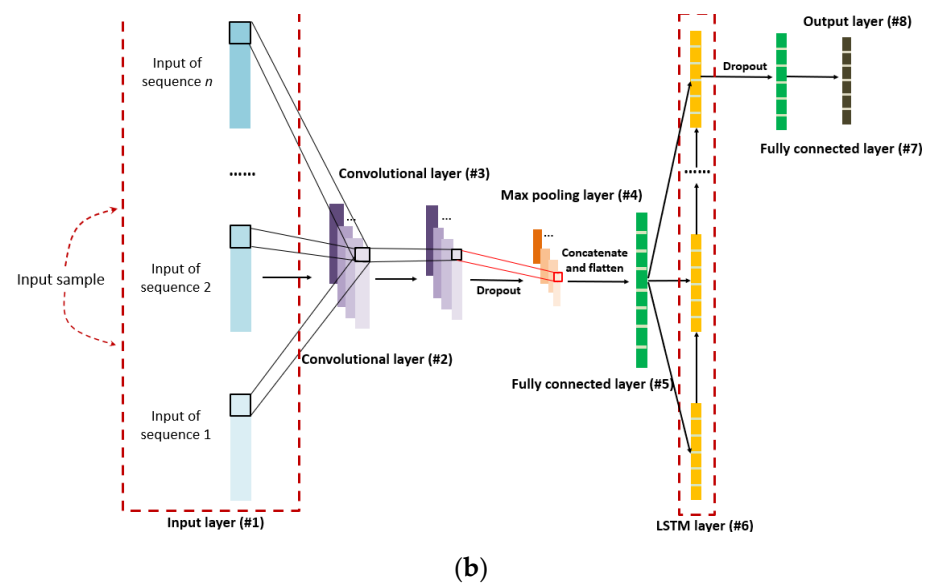 Output layer (#8)
Input of
sequence n
Dropout
Fully connected layer (#7)
......
......
Convolutional layer (#3)
Max pooling layer (#4)
...
...
...
Concatenate
and flatten
Input sample
Input of
sequence 2
Dropout
Convolutional layer (#2)
Fully connected layer (#5)
Input of
sequence 1
Input layer (#1)
LSTM layer (#6)
(b)